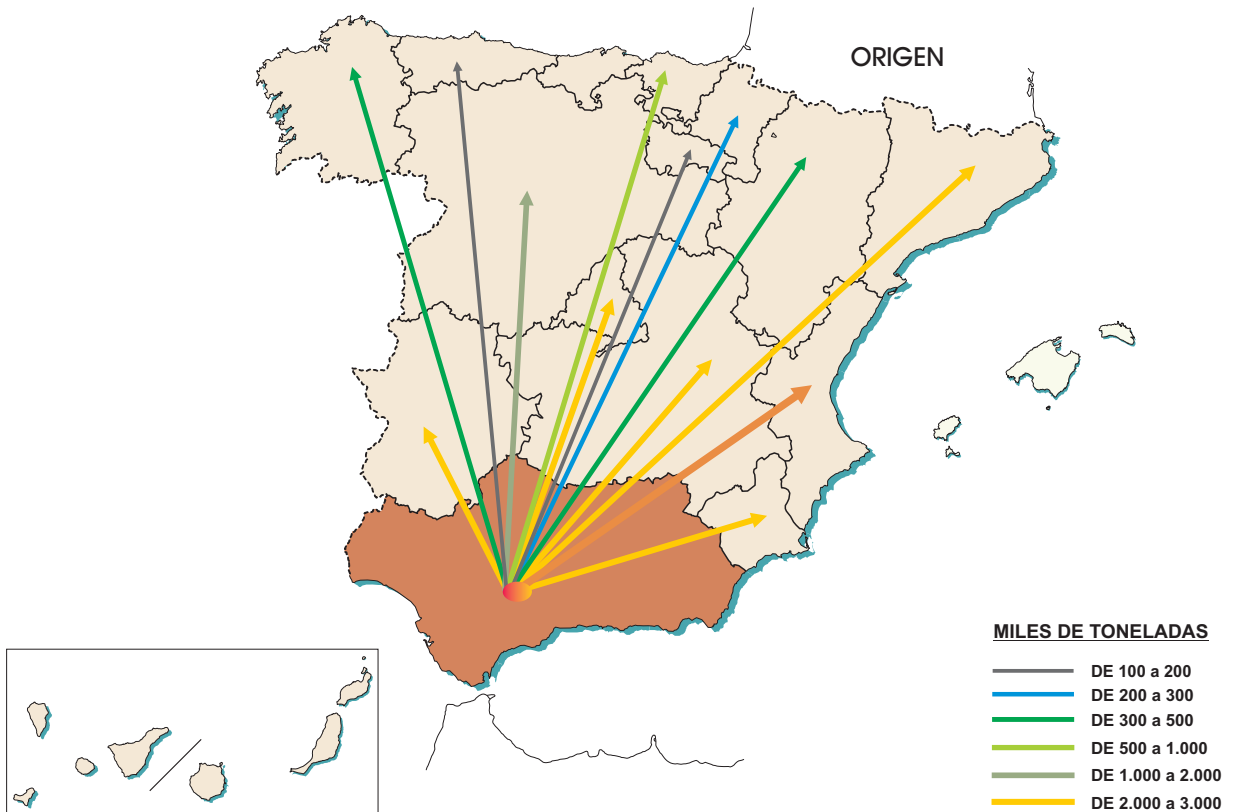 ORIGEN
MILES DE TONELADAS
DE 100 a 200
DE 200 a 300
DE 300 a 500
DE 500 a 1.000
DE 1.000 a 2.000
DE 2.000 a 3.000